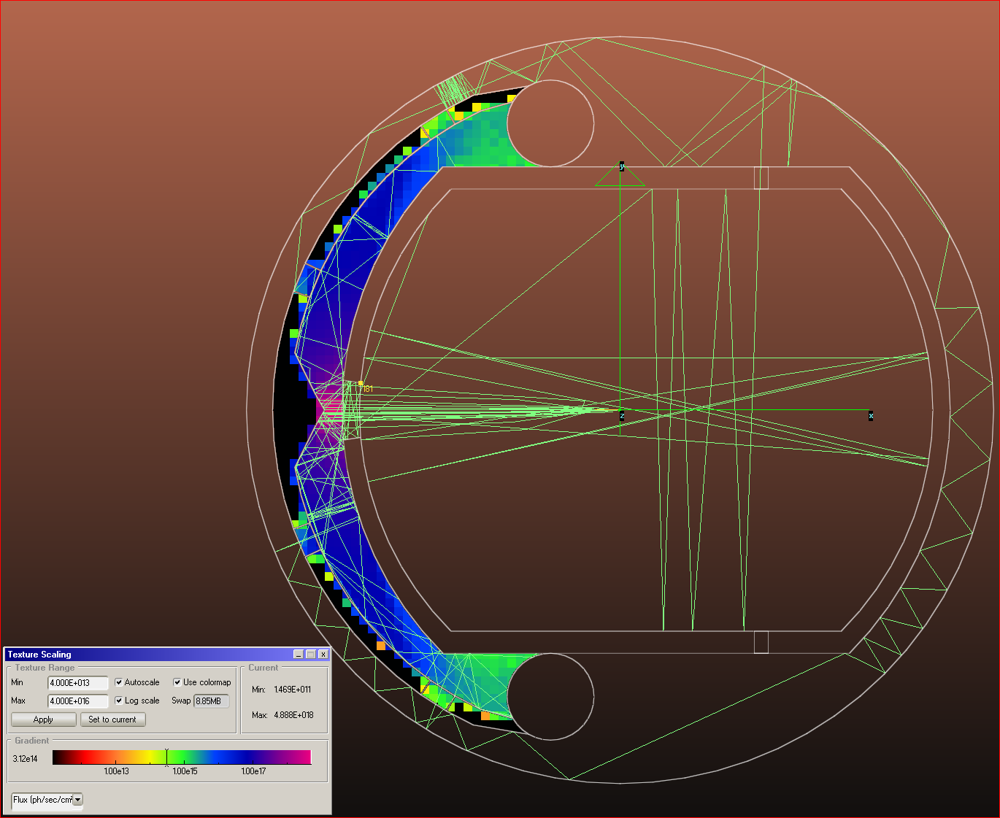 y
7181
z
x
Texture Scaling
Texture Range
Min 4.000E+013 Autoscale Use colormap
Max 4.000E+016 Log scale Swap 8.85MB
Apply Set to current
Current
Min: 1.469E+011
Max: 4.888E+018
Gradient
3.12e14
1.00e13 1.00e15 1.00e17
Flux (ph/sec/cm²